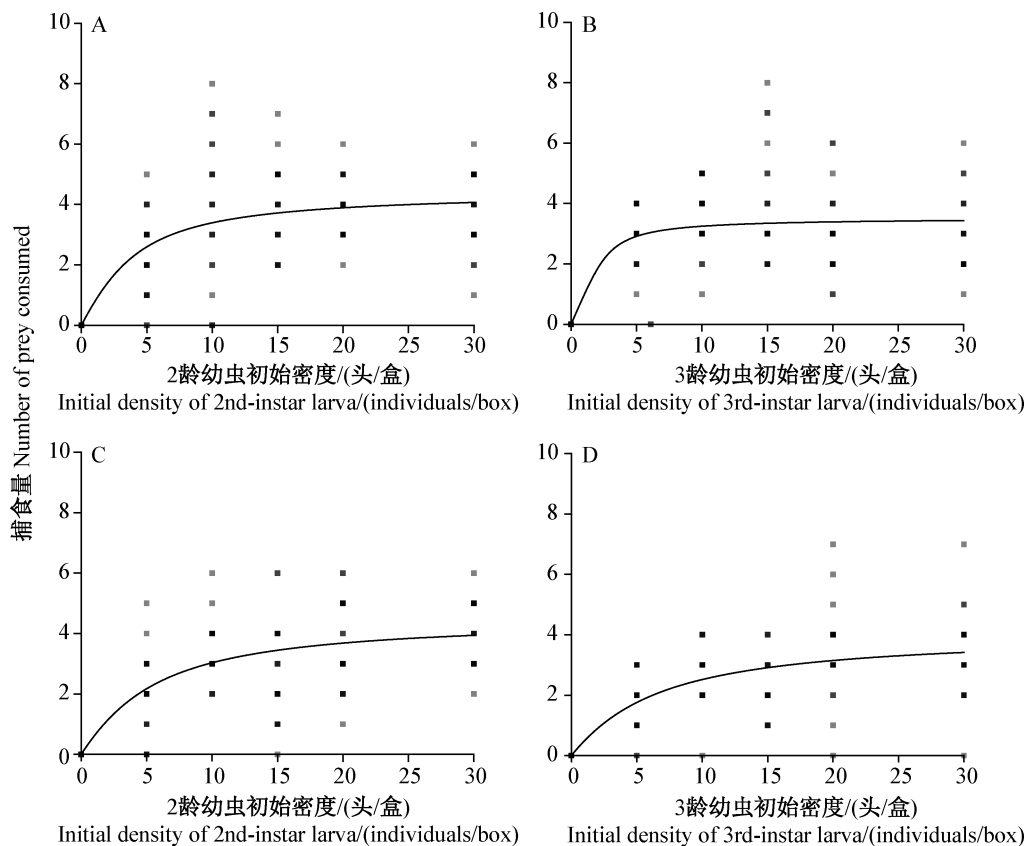 捕食量 Number of prey consumed
A
10
8
6
4
2
0
0 5 10 15 20 25 30
2龄幼虫初始密度/(头/盒)
Initial density of 2nd-instar larva/(individuals/box)
B
10
8
6
4
2
0
0 5 10 15 20 25 30
3龄幼虫初始密度/(头/盒)
Initial density of 3rd-instar larva/(individuals/box)
C
10
8
6
4
2
0
0 5 10 15 20 25 30
2龄幼虫初始密度/(头/盒)
Initial density of 2nd-instar larva/(individuals/box)
D
10
8
6
4
2
0
0 5 10 15 20 25 30
3龄幼虫初始密度/(头/盒)
Initial density of 3rd-instar larva/(individuals/box)